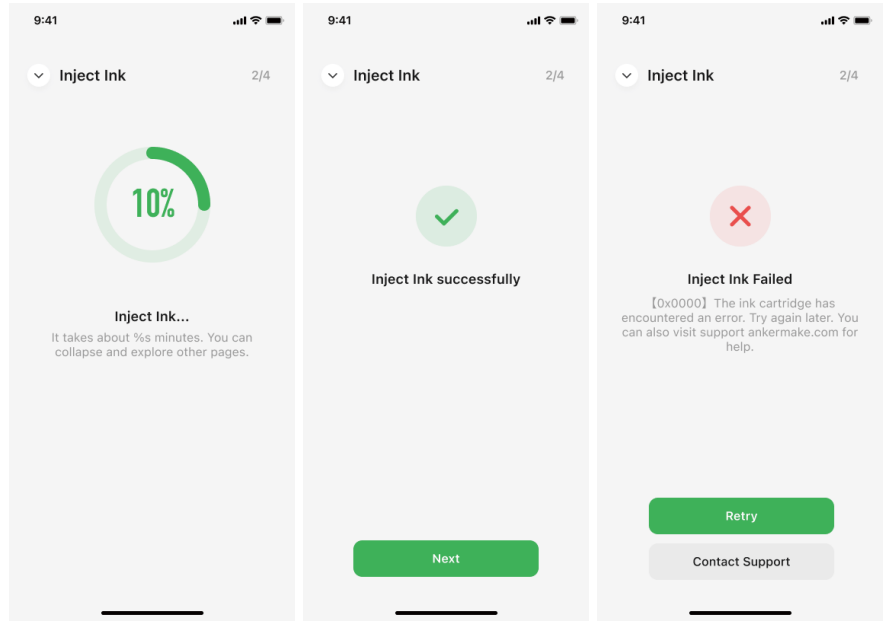 9:41
Inject Ink
2/4
10%
Inject Ink...
It takes about %s minutes. You can
collapse and explore other pages.
9:41
Inject Ink
2/4
Inject Ink successfully
Next
9:41
Inject Ink
2/4
Inject Ink Failed
【0x0000】The ink cartridge has
encountered an error. Try again later. You
can also visit support ankermake.com for
help.
Retry
Contact Support